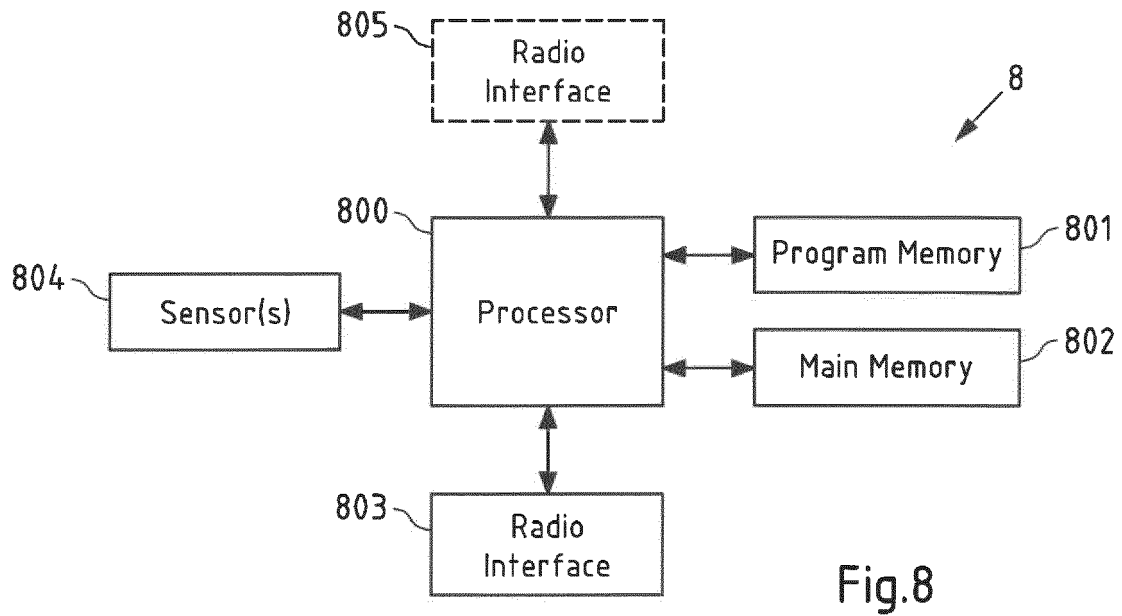 805
Radio
Interface
8
800
Processor
Program Memory
801
804
Sensor(s)
Main Memory
802
803
Radio
Interface
Fig.8